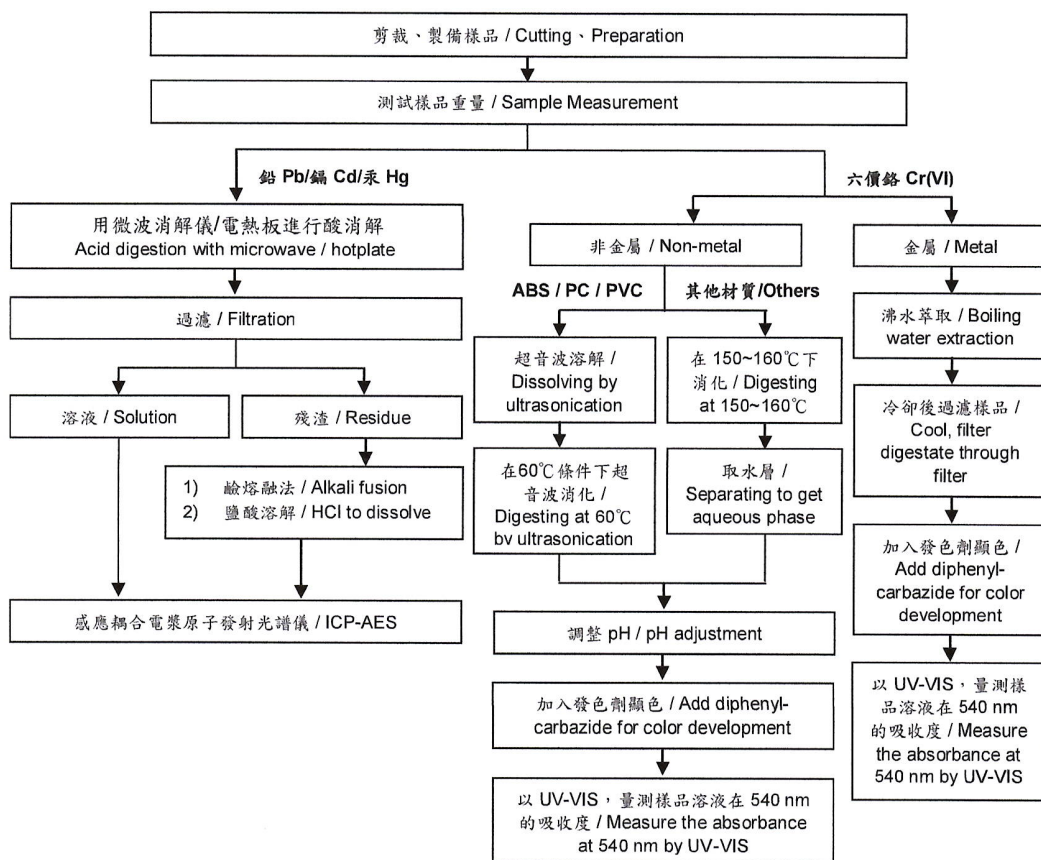 剪裁、製備樣品 / Cutting、Preparation
測試樣品重量 / Sample Measurement
鉛 Pb/鎘 Cd/汞 Hg
六價鉻 Cr(VI)
用微波消解儀/電熱板進行酸消解
Acid digestion with microwave / hotplate
過濾 / Filtration
溶液 / Solution
殘渣 / Residue
1) 鹼熔融法 / Alkali fusion
2) 鹽酸溶解 / HCl to dissolve
感應耦合電漿原子發射光譜儀 / ICP-AES
非金屬 / Non-metal
ABS / PC / PVC
其他材質/Others
超音波溶解 /
Dissolving by
ultrasonication
在60℃條件下超
音波消化 /
Digesting at 60℃
bv ultrasonication
在 150~160℃下
消化 / Digesting
at 150~160℃
取水層 /
Separating to get
aqueous phase
調整 pH / pH adjustment
加入發色劑顯色 / Add diphenyl-
carbazide for color development
以 UV-VIS，量測樣品溶液在 540 nm
的吸收度 / Measure the absorbance
at 540 nm by UV-VIS
金屬 / Metal
沸水萃取 / Boiling
water extraction
冷卻後過濾樣品 /
Cool, filter
digestate through
filter
加入發色劑顯色 /
Add diphenyl-
carbazide for color
development
以 UV-VIS，量測樣
品溶液在 540 nm
的吸收度 / Measure
the absorbance at
540 nm by UV-VIS